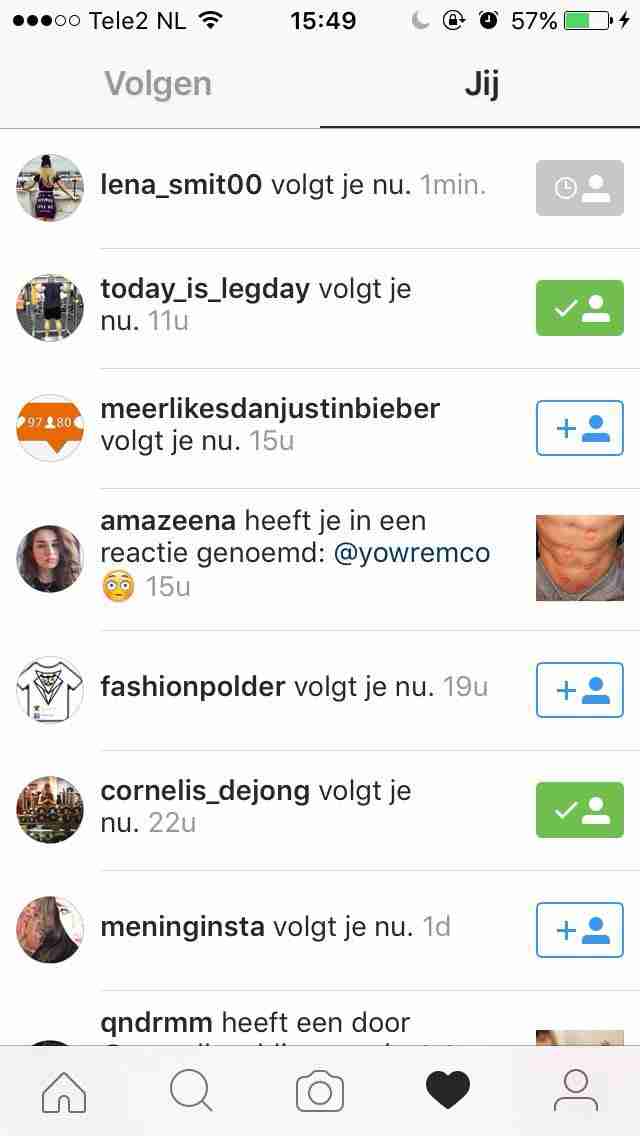 Tele2 NL 15:49 57%
Volgen Jij
lena_smit00 volgt je nu. 1min.
today_is_legday volgt je
nu. 11u
97 80
meerlikesdanjustinbieber
volgt je nu. 15u
amazeena heeft je in een
reactie genoemd: @yowremco
😳 15u
fashionpolder volgt je nu. 19u
cornelis_dejong volgt je
nu. 22u
meninginsta volgt je nu. 1d
qndrmm heeft een door